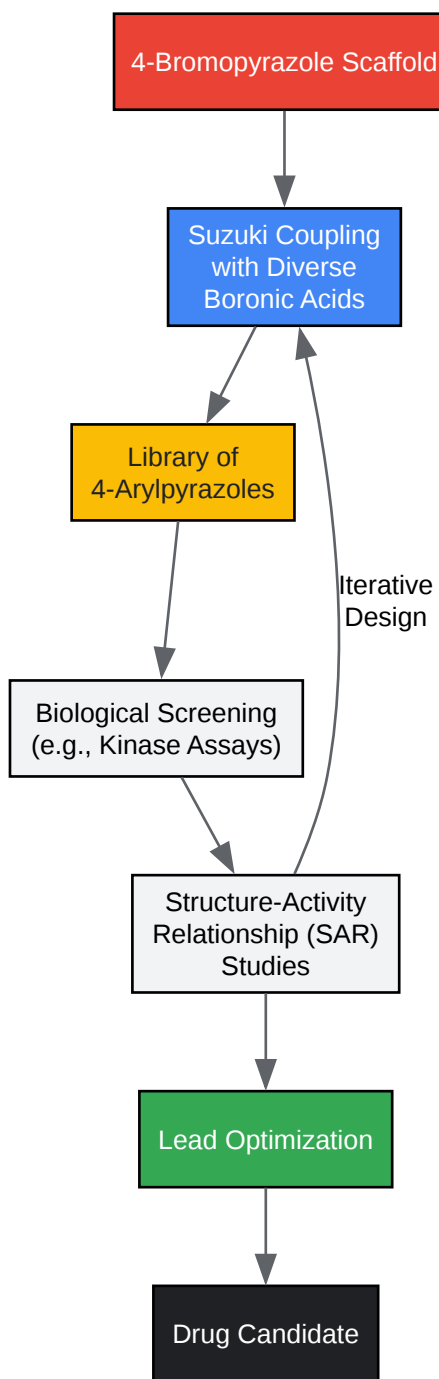 4-Bromopyrazole Scaffold
Suzuki Coupling
with Diverse
Boronic Acids
Library of
4-Arylpyrazoles
Iterative
Design
Biological Screening
(e.g., Kinase Assays)
Structure-Activity
Relationship (SAR)
Studies
Lead Optimization
Drug Candidate